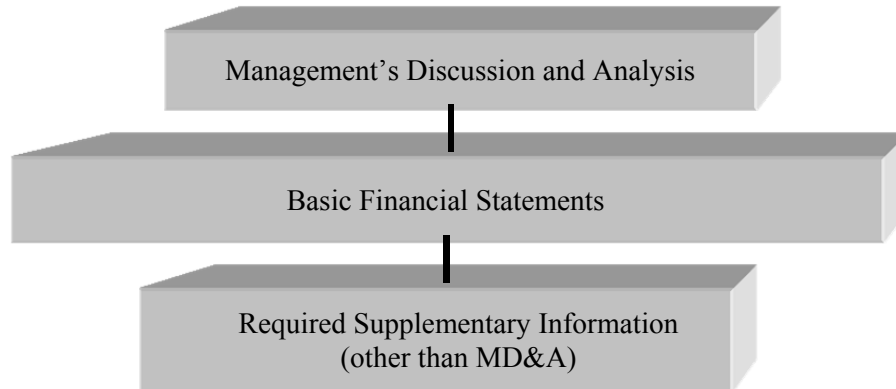 Management’s Discussion and Analysis
Basic Financial Statements
Required Supplementary Information
(other than MD&A)